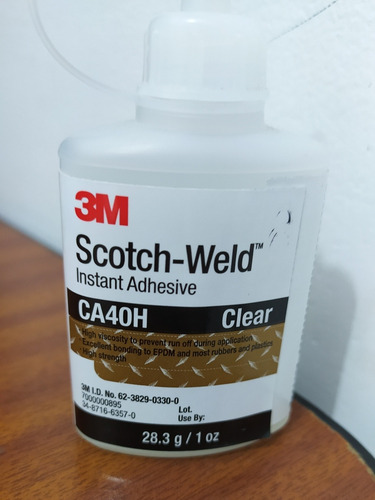 3M
Scotch-Weld™
Instant Adhesive
CA40H Clear
- High viscosity to prevent run off during application
- Excellent bonding to EPDM and most rubbers and plastics
- High strength
3M I.D. No. 62-3829-0330-0
7000000895
34-8716-6357-0
Lot.
Use By:
28.3 g / 1 oz